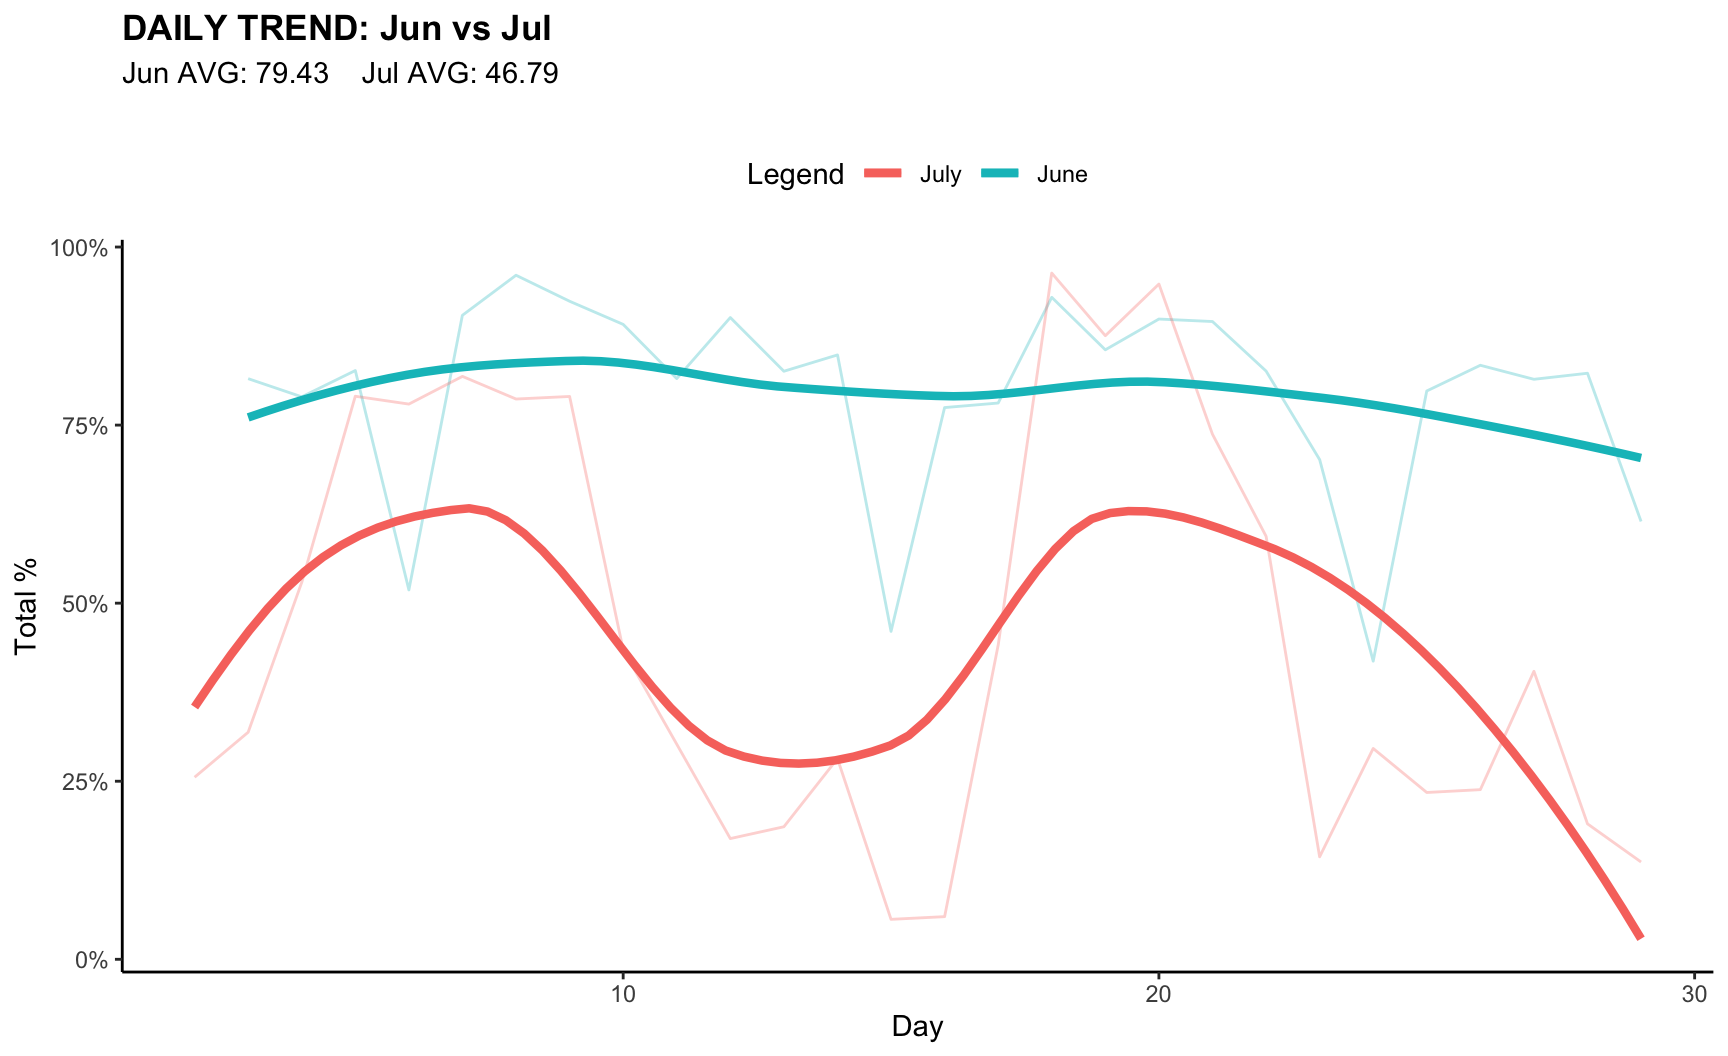 DAILY TREND: Jun vs Jul
Jun AVG: 79.43    Jul AVG: 46.79
Legend July June
100%
75%
50%
25%
0%
Total %
10 20 30
Day